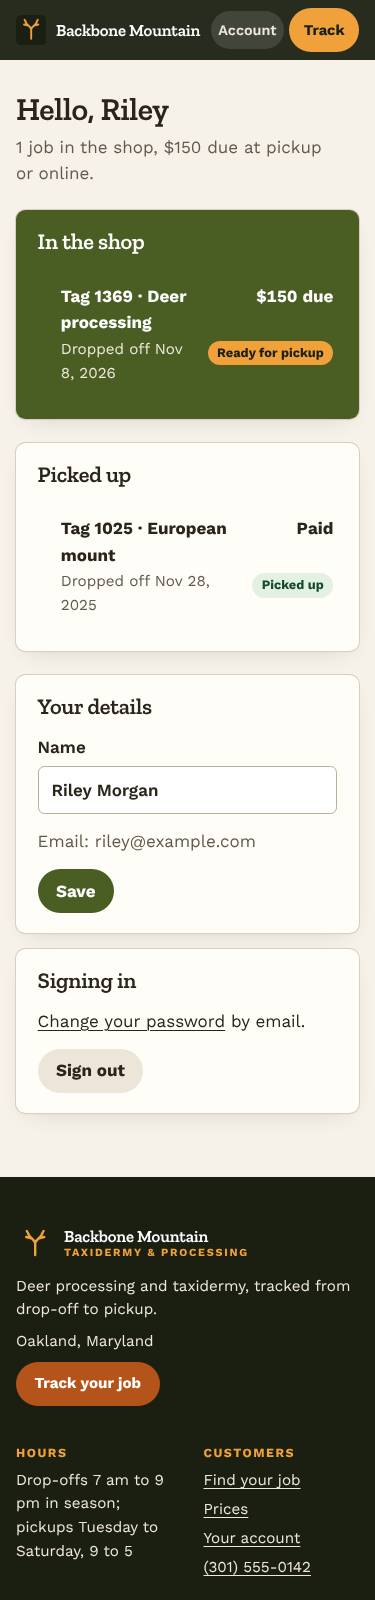 Backbone Mountain
Account
Track
Hello, Riley
1 job in the shop, $150 due at pickup
or online.
In the shop
Tag 1369 · Deer
processing
$150 due
Dropped off Nov
8, 2026
Ready for pickup
Picked up
Tag 1025 · European
mount
Paid
Dropped off Nov 28,
2025
Picked up
Your details
Name
Riley Morgan
Email: riley@example.com
Save
Signing in
Change your password by email.
Sign out
Backbone Mountain
TAXIDERMY & PROCESSING
Deer processing and taxidermy, tracked from
drop-off to pickup.
Oakland, Maryland
Track your job
HOURS
Drop-offs 7 am to 9
pm in season;
pickups Tuesday to
Saturday, 9 to 5
CUSTOMERS
Find your job
Prices
Your account
(301) 555-0142